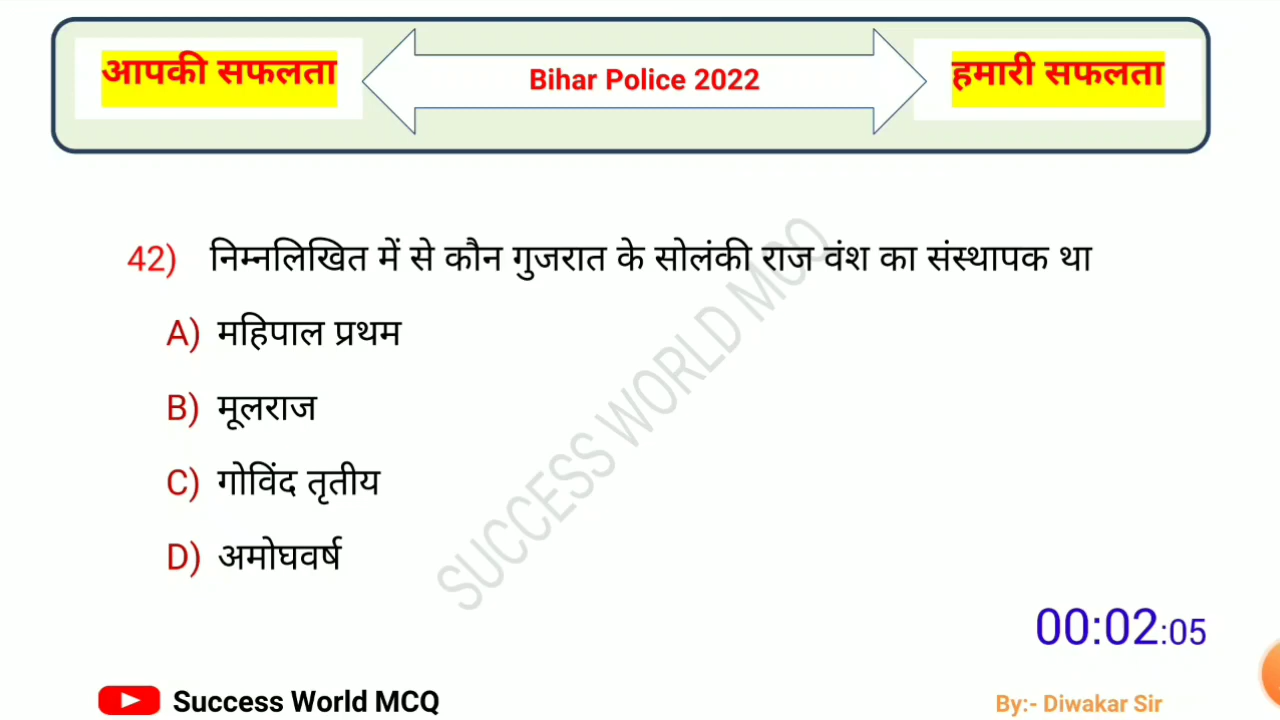 आपकी सफलता
Bihar Police 2022
हमारी सफलता
42) निम्नलिखित में से कौन गुजरात के सोलंकी राज वंश का संस्थापक था
A) महिपाल प्रथम
B) मूलराज
C) गोविंद तृतीय
D) अमोघवर्ष
SUCCESS WORLD MCQ
00:02:05
Success World MCQ
By:- Diwakar Sir